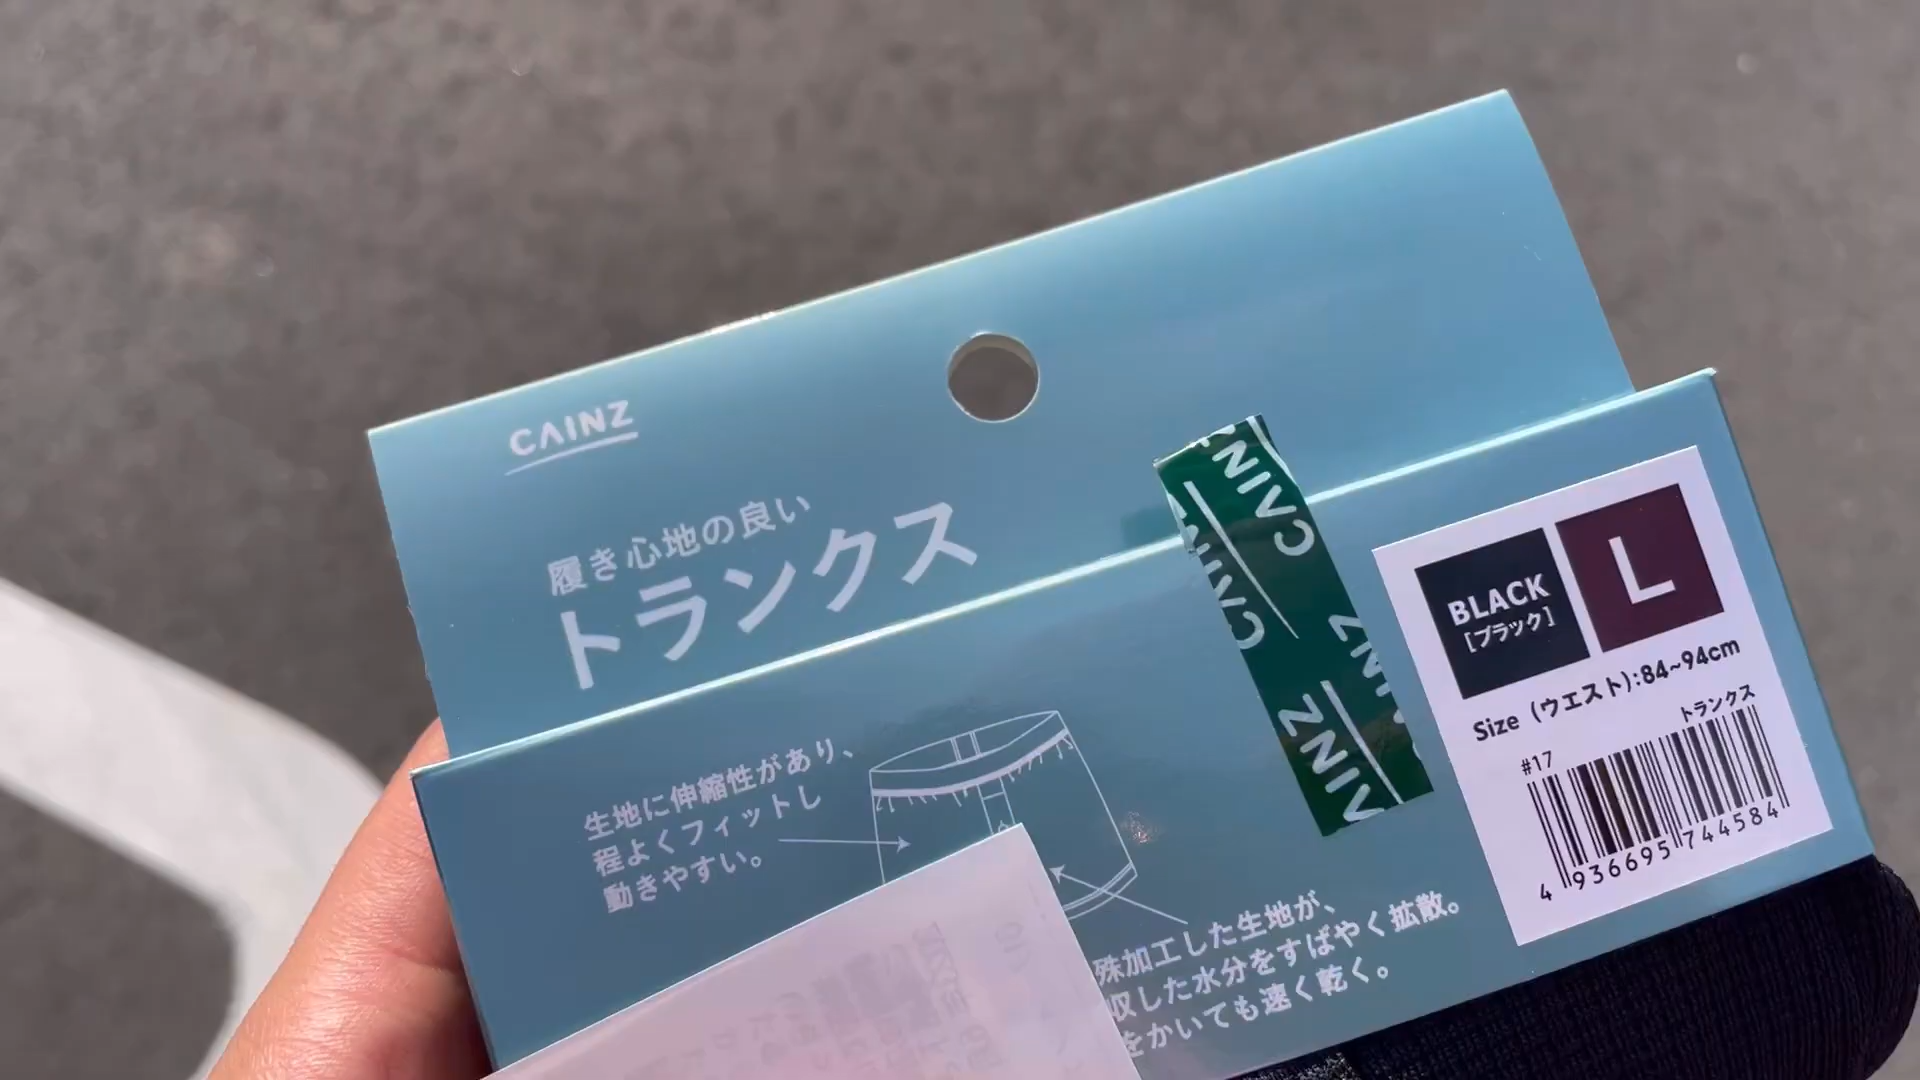 CAINZ
履き心地の良い
トランクス
生地に伸縮性があり、
程よくフィットし
動きやすい。
殊加工した生地が、
収した水分をすばやく拡散。
をかいても速く乾く。
CAINZ
CAINZ
AINZ
BLACK
[ブラック]
L
Size (ウエスト):84~94cm
トランクス
#17
4 936695 744584